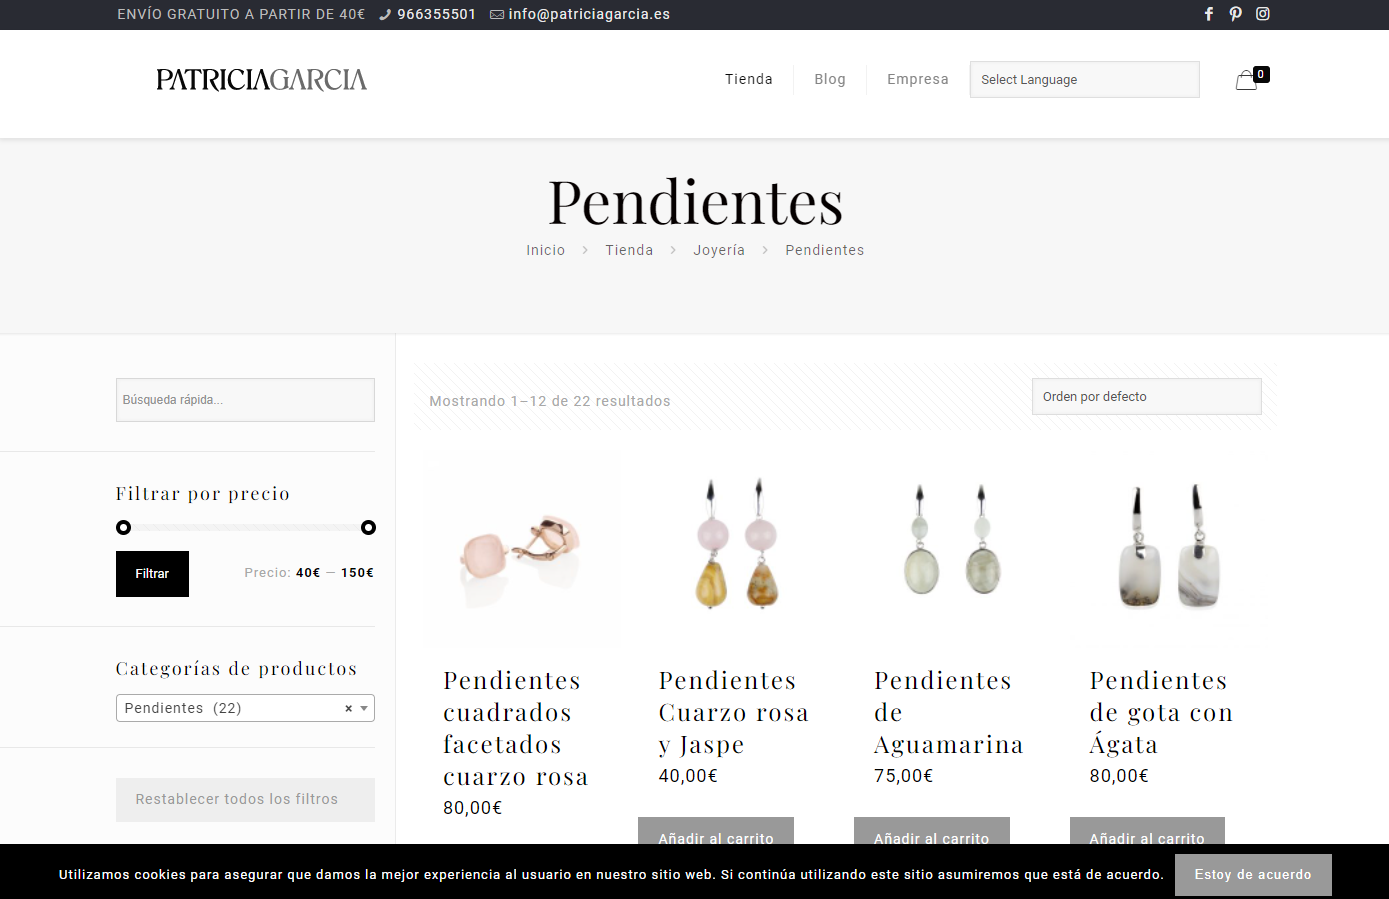 ENVÍO GRATUITO A PARTIR DE 40€ 966355501 info@patriciagarcia.es
PATRICIAGARCIA
Tienda Blog Empresa Select Language 0
Pendientes
Inicio > Tienda > Joyería > Pendientes
Búsqueda rápida...
Mostrando 1–12 de 22 resultados
Orden por defecto
Filtrar por precio
Filtrar
Precio: 40€ — 150€
Categorías de productos
Pendientes (22) ×
Restablecer todos los filtros
Pendientes
cuadrados
facetados
cuarzo rosa
80,00€
Pendientes
Cuarzo rosa
y Jaspe
40,00€
Añadir al carrito
Pendientes
de
Aguamarina
75,00€
Añadir al carrito
Pendientes
de gota con
Ágata
80,00€
Añadir al carrito
Utilizamos cookies para asegurar que damos la mejor experiencia al usuario en nuestro sitio web. Si continúa utilizando este sitio asumiremos que está de acuerdo.
Estoy de acuerdo